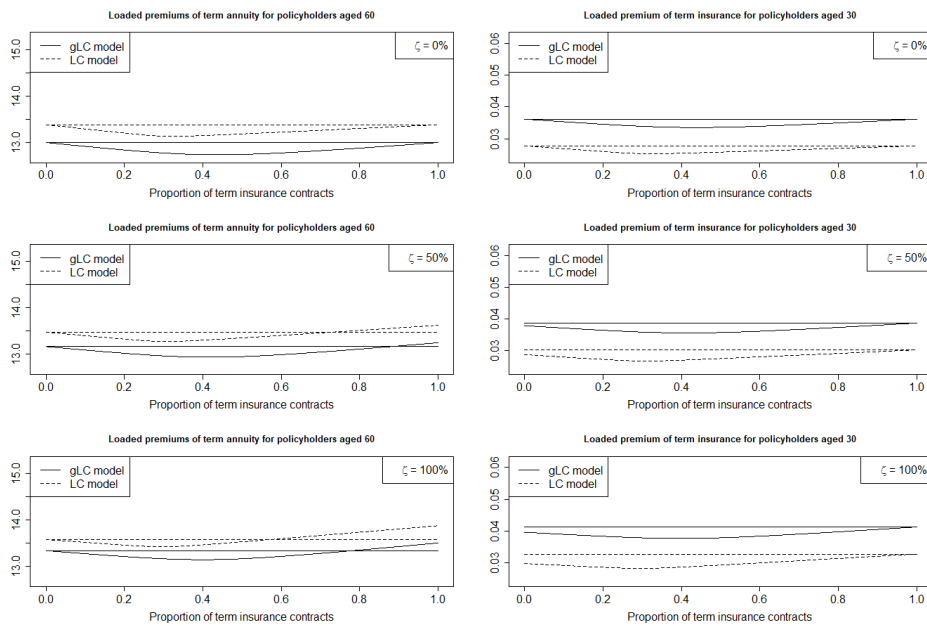 Loaded premiums of term annuity for policyholders aged 60
gLC model
LC model
ζ = 0%
15.0
14.0
13.0
0.0 0.2 0.4 0.6 0.8 1.0
Proportion of term insurance contracts
Loaded premiums of term insurance for policyholders aged 30
gLC model
LC model
ζ = 0%
0.06
0.05
0.04
0.03
0.0 0.2 0.4 0.6 0.8 1.0
Proportion of term insurance contracts
Loaded premiums of term annuity for policyholders aged 60
gLC model
LC model
ζ = 50%
15.0
14.0
13.0
0.0 0.2 0.4 0.6 0.8 1.0
Proportion of term insurance contracts
Loaded premium of term insurance for policyholders aged 30
gLC model
LC model
ζ = 50%
0.06
0.05
0.04
0.03
0.0 0.2 0.4 0.6 0.8 1.0
Proportion of term insurance contracts
Loaded premiums of term annuity for policyholders aged 60
gLC model
LC model
ζ = 100%
15.0
14.0
13.0
0.0 0.2 0.4 0.6 0.8 1.0
Proportion of term insurance contracts
Loaded premium of term insurance for policyholders aged 30
gLC model
LC model
ζ = 100%
0.06
0.05
0.04
0.03
0.0 0.2 0.4 0.6 0.8 1.0
Proportion of term insurance contracts